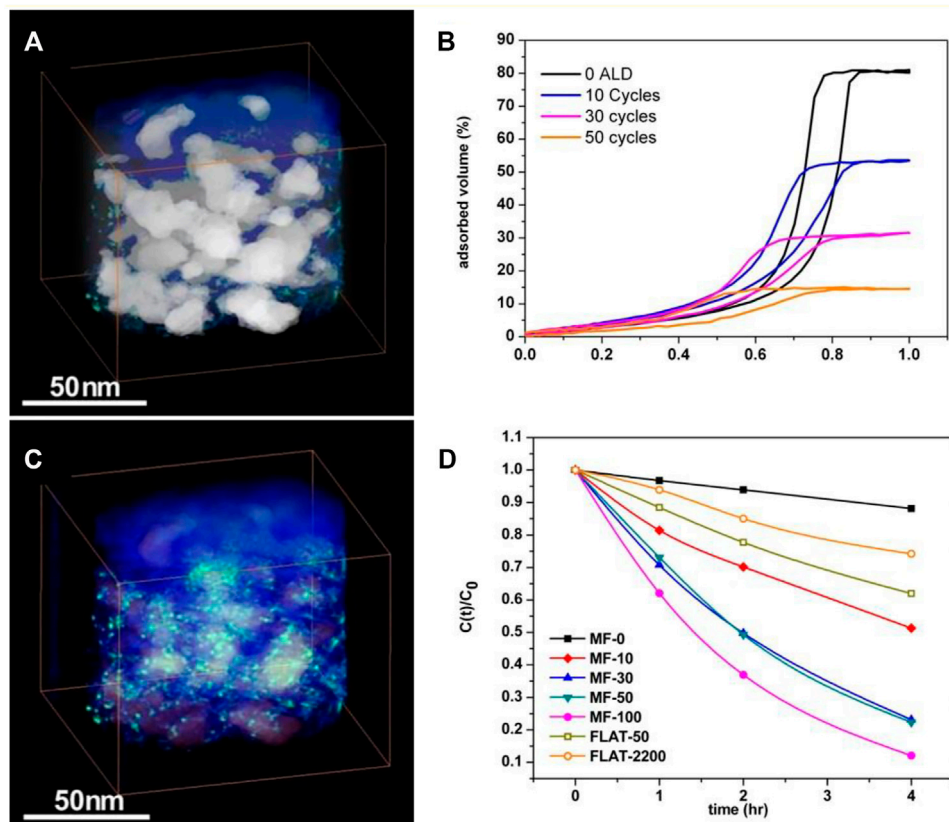 A
50nm
B
adsorbed volume (%)
90
80
70
60
50
40
30
20
10
0
0 ALD
10 Cycles
30 cycles
50 cycles
0.0 0.2 0.4 0.6 0.8 1.0
C
50nm
D
C(t)/C0
1.1
1.0
0.9
0.8
0.7
0.6
0.5
0.4
0.3
0.2
0.1
MF-0
MF-10
MF-30
MF-50
MF-100
FLAT-50
FLAT-2200
0 1 2 3 4
time (hr)